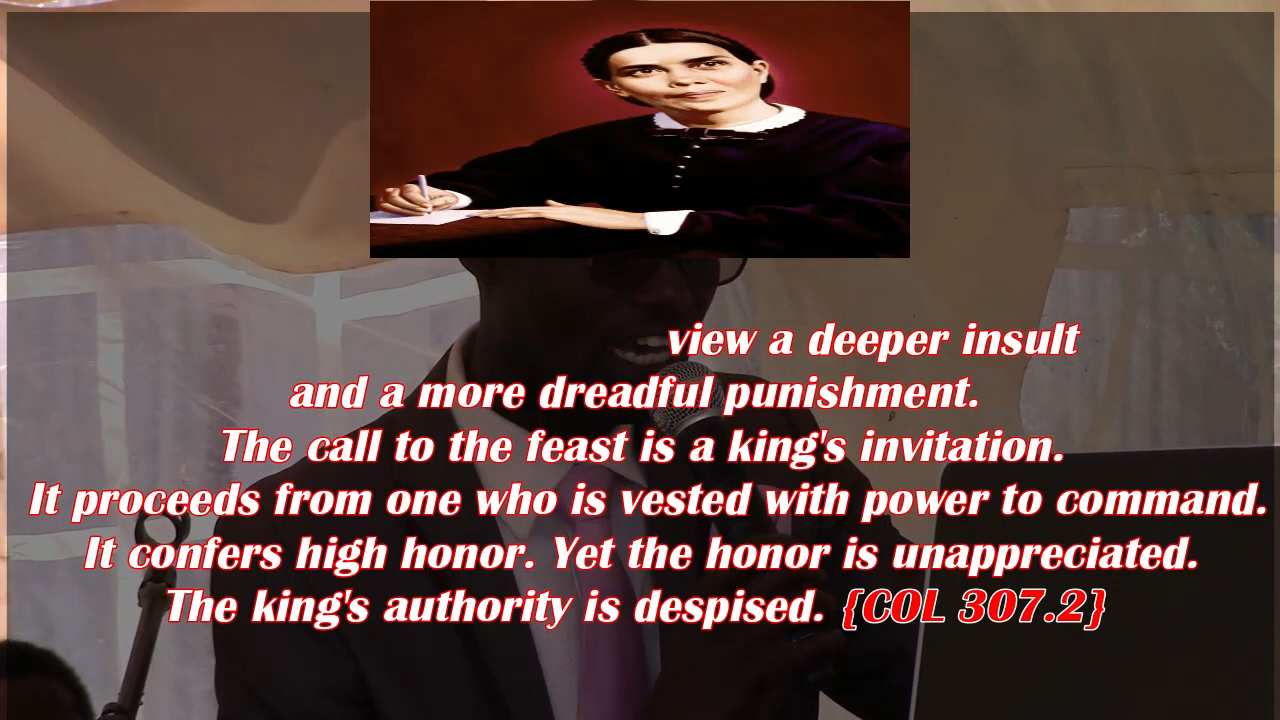 view a deeper insult
and a more dreadful punishment.
The call to the feast is a king's invitation.
It proceeds from one who is vested with power to command.
It confers high honor. Yet the honor is unappreciated.
The king's authority is despised. {COL 307.2}